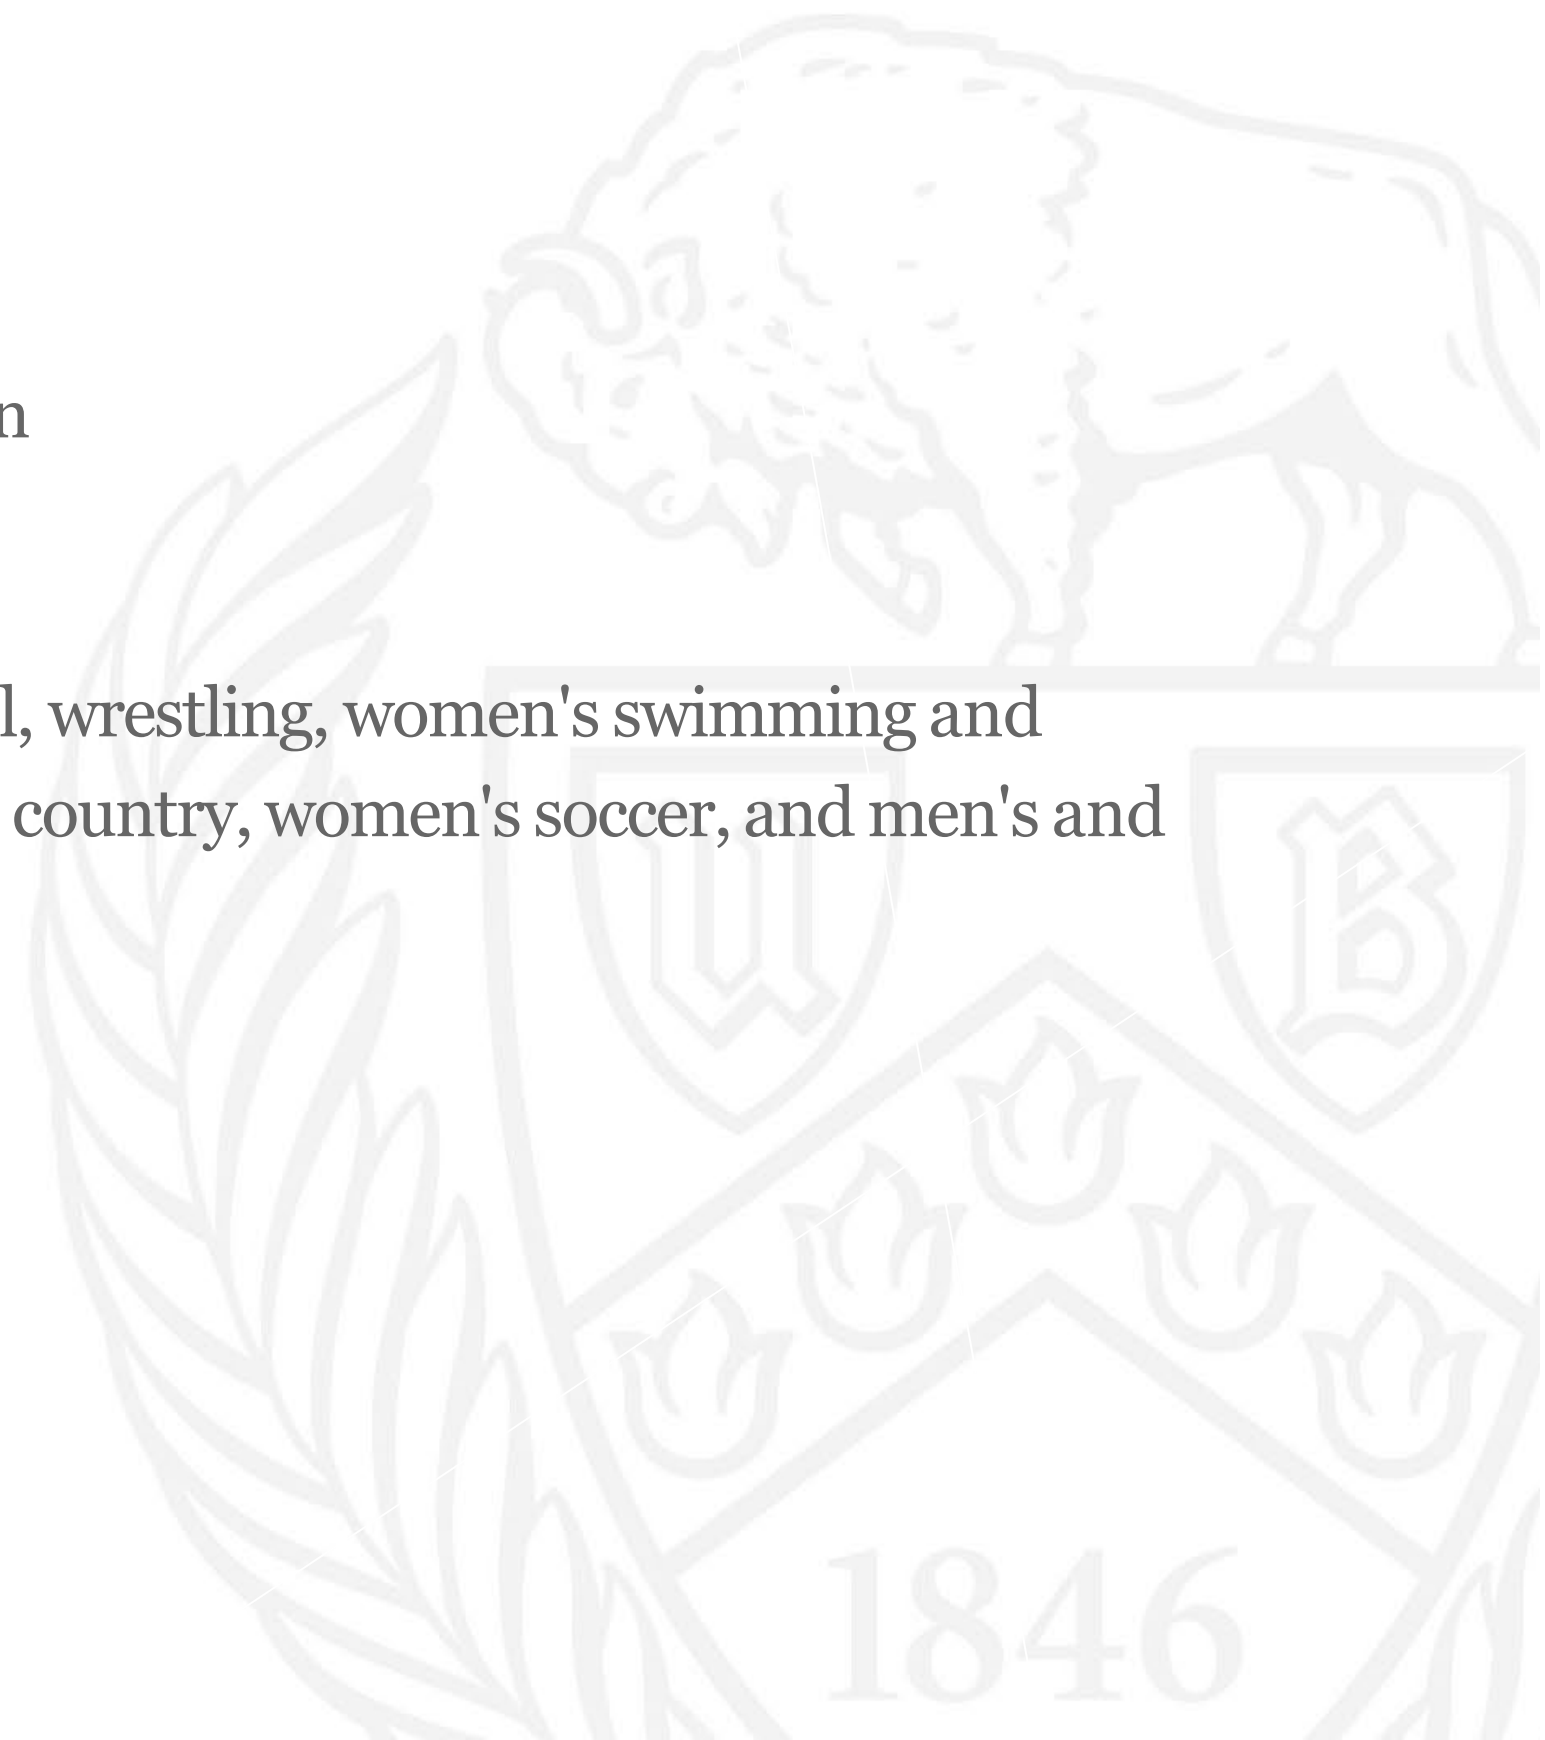 n
l, wrestling, women's swimming and
country, women's soccer, and men's and
U B
1846